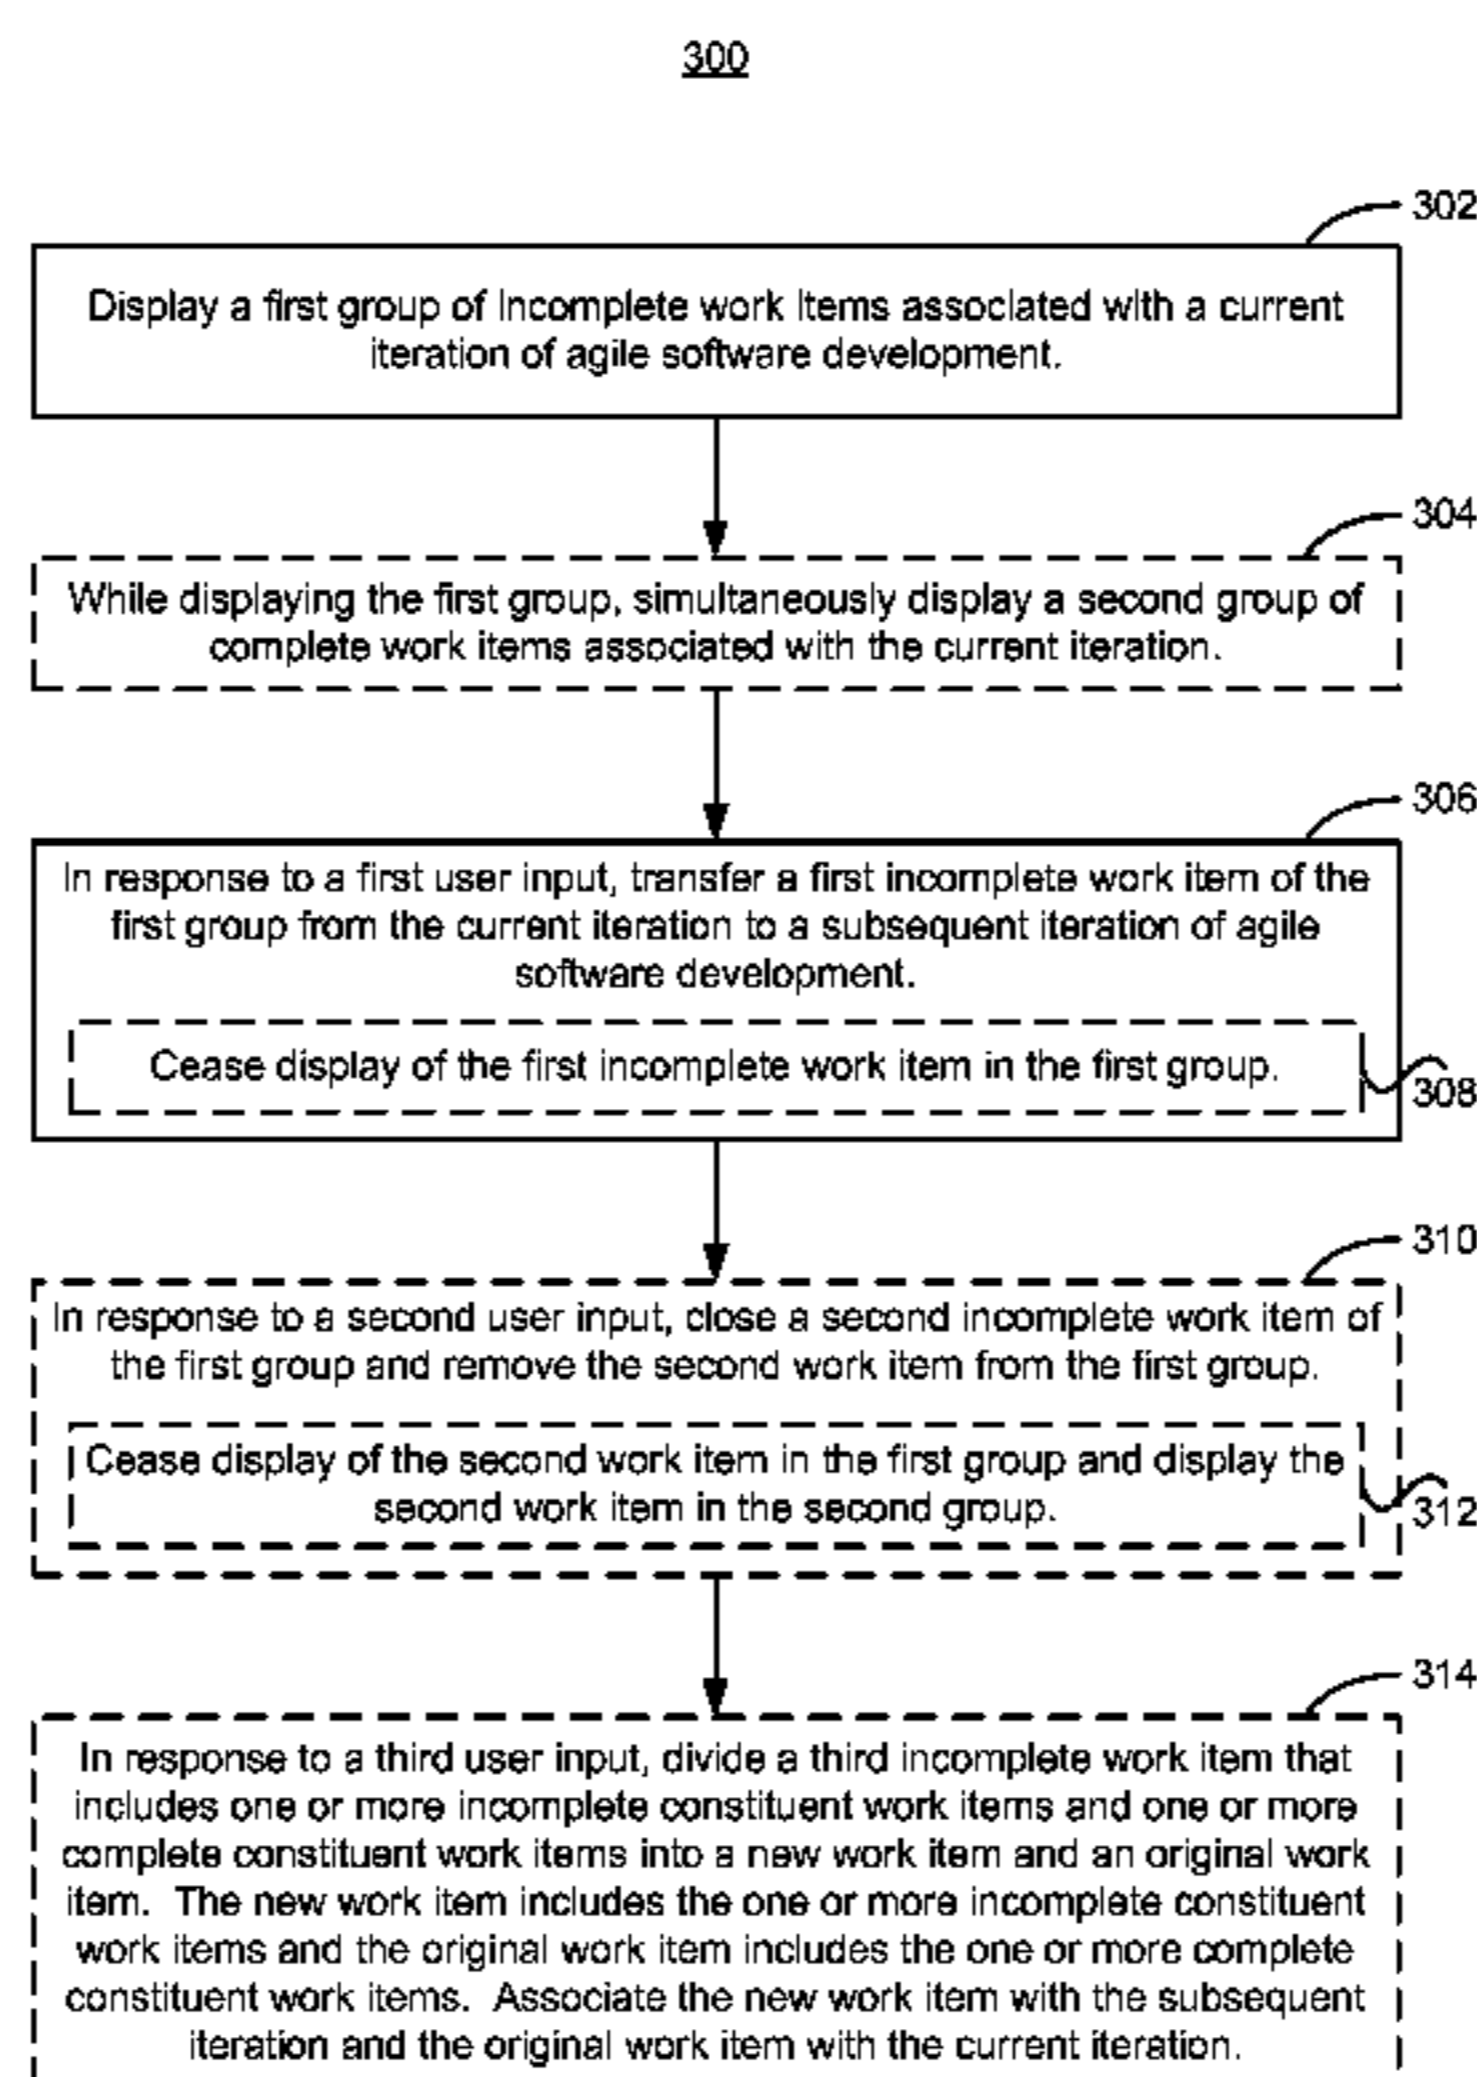 300
302
Display a first group of incomplete work items associated with a current
iteration of agile software development.
304
While displaying the first group, simultaneously display a second group of
complete work items associated with the current iteration.
306
In response to a first user input, transfer a first incomplete work item of the
first group from the current iteration to a subsequent iteration of agile
software development.
Cease display of the first incomplete work item in the first group.
308
310
In response to a second user input, close a second incomplete work item of
the first group and remove the second work item from the first group.
Cease display of the second work item in the first group and display the
second work item in the second group.
312
314
In response to a third user input, divide a third incomplete work item that
includes one or more incomplete constituent work items and one or more
complete constituent work items into a new work item and an original work
item. The new work item includes the one or more incomplete constituent
work items and the original work item includes the one or more complete
constituent work items. Associate the new work item with the subsequent
iteration and the original work item with the current iteration.